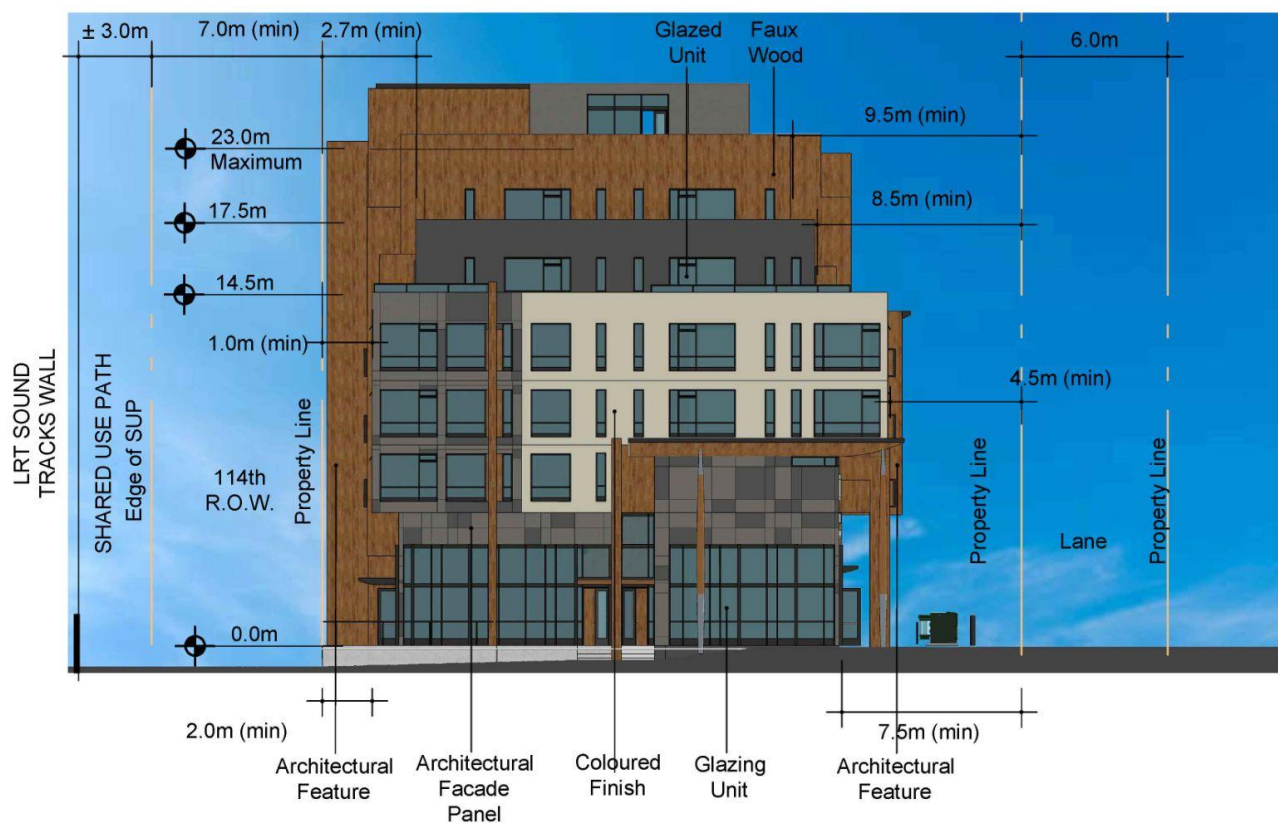 ± 3.0m
7.0m (min)
2.7m (min)
Glazed
Unit
Faux
Wood
6.0m
9.5m (min)
23.0m
Maximum
17.5m
8.5m (min)
14.5m
1.0m (min)
4.5m (min)
LRT SOUND
TRACKS WALL
SHARED USE PATH
Edge of SUP
114th
R.O.W.
Property Line
Property Line
Lane
Property Line
0.0m
2.0m (min)
7.5m (min)
Architectural
Feature
Architectural
Facade
Panel
Coloured
Finish
Glazing
Unit
Architectural
Feature